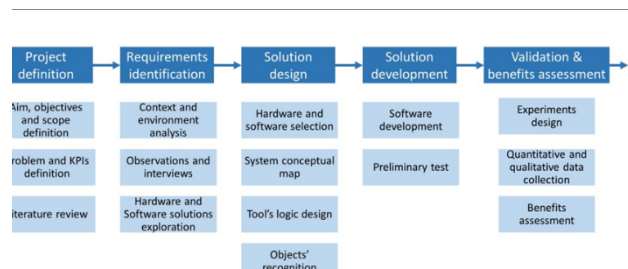 Project
definition
Requirements
identification
Solution
design
Solution
development
Validation &
benefits assessment
Aim, objectives
and scope
definition
Context and
environment
analysis
Hardware and
software selection
Software
development
Experiments
design
Problem and KPIs
definition
Observations and
interviews
System conceptual
map
Preliminary test
Quantitative and
qualitative data
collection
Literature review
Hardware and
Software solutions
exploration
Tool's logic design
Benefits
assessment
Objects'
recognition